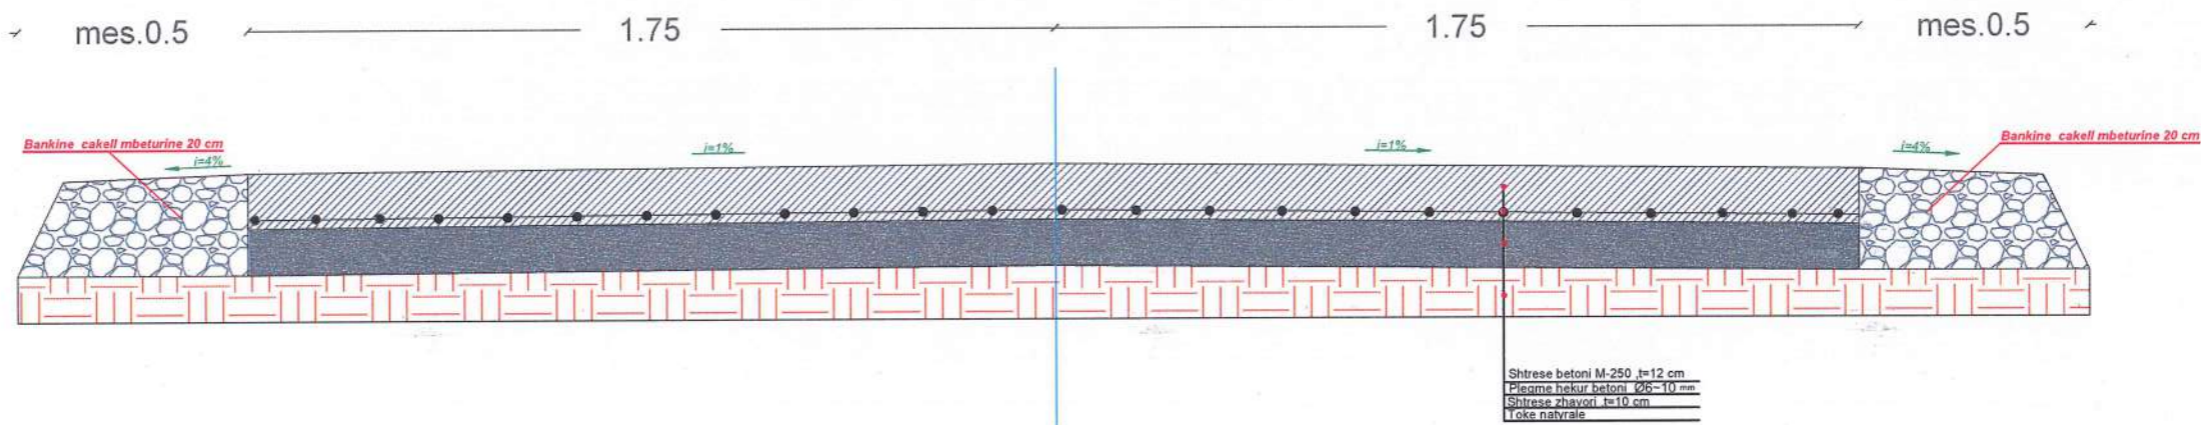 mes.0.5 1.75 1.75 mes.0.5
Bankine cakell mbeturine 20 cm
Bankine cakell mbeturine 20 cm
i=4% i=1% i=1% i=4%
Shtrese betoni M-250 ,t=12 cm
Plegme hekur betoni Ø6~10 mm
Shtrese zhavori ,t=10 cm
Toke natyrale